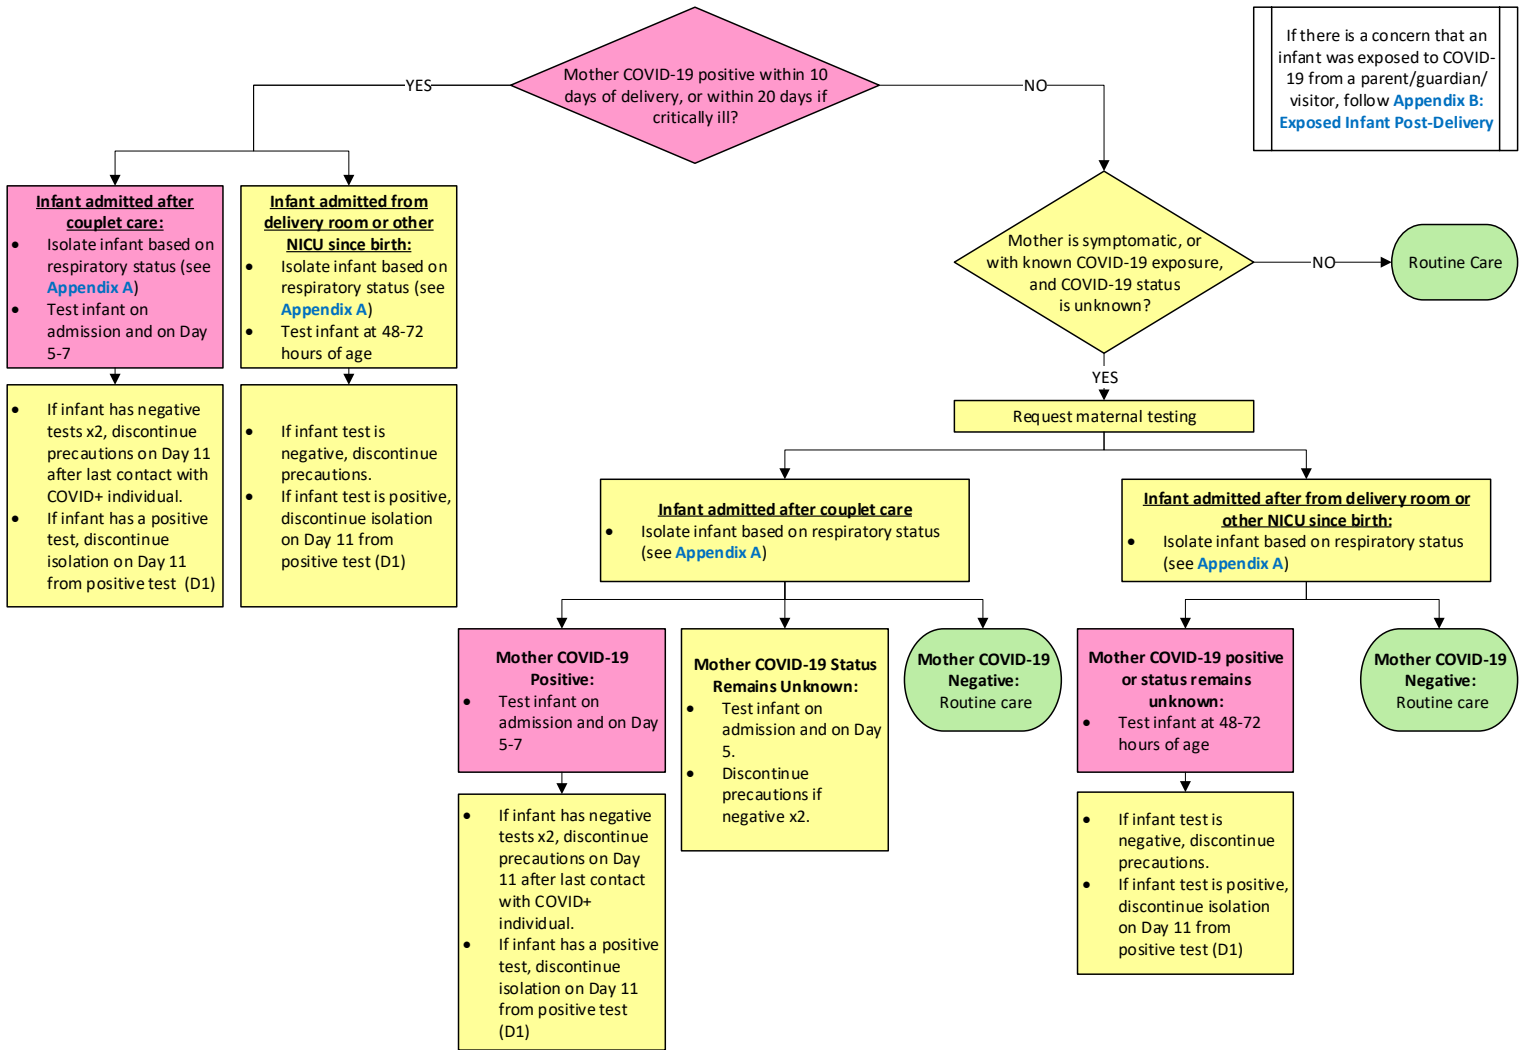 Mother COVID-19 positive within 10
days of delivery, or within 20 days if
critically ill?
YES
NO
If there is a concern that an
infant was exposed to COVID-
19 from a parent/guardian/
visitor, follow Appendix B:
Exposed Infant Post-Delivery
Infant admitted after
couplet care:
• Isolate infant based on
respiratory status (see
Appendix A)
• Test infant on
admission and on Day
5-7
Infant admitted from
delivery room or other
NICU since birth:
• Isolate infant based on
respiratory status (see
Appendix A)
• Test infant at 48-72
hours of age
Mother is symptomatic, or
with known COVID-19 exposure,
and COVID-19 status
is unknown?
NO
Routine Care
YES
• If infant has negative
tests x2, discontinue
precautions on Day 11
after last contact with
COVID+ individual.
• If infant has a positive
test, discontinue
isolation on Day 11
from positive test (D1)
• If infant test is
negative, discontinue
precautions.
• If infant test is positive,
discontinue isolation
on Day 11 from
positive test (D1)
Request maternal testing
Infant admitted after couplet care
• Isolate infant based on respiratory status
(see Appendix A)
Infant admitted after from delivery room or
other NICU since birth:
• Isolate infant based on respiratory status
(see Appendix A)
Mother COVID-19
Positive:
• Test infant on
admission and on Day
5-7
Mother COVID-19 Status
Remains Unknown:
• Test infant on
admission and on Day
5.
• Discontinue
precautions if
negative x2.
Mother COVID-19
Negative:
Routine care
Mother COVID-19 positive
or status remains
unknown:
• Test infant at 48-72
hours of age
Mother COVID-19
Negative:
Routine care
• If infant has negative
tests x2, discontinue
precautions on Day
11 after last contact
with COVID+
individual.
• If infant has a positive
test, discontinue
isolation on Day 11
from positive test
(D1)
• If infant test is
negative, discontinue
precautions.
• If infant test is positive,
discontinue isolation
on Day 11 from
positive test (D1)